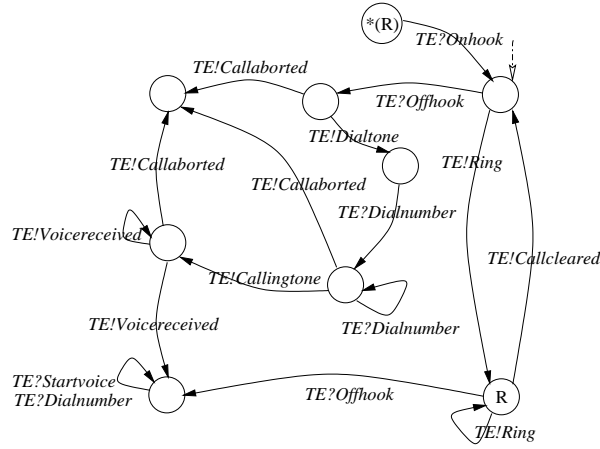 *(R)
TE?Onhook
TE!Callaborted
TE?Offhook
TE!Dialtone
TE!Callaborted
TE!Ring
TE!Callaborted
TE?Dialnumber
TE!Voicereceived
TE!Callcleared
TE!Callingtone
TE!Voicereceived
TE?Dialnumber
TE?Startvoice
TE?Dialnumber
TE?Offhook
R
TE!Ring